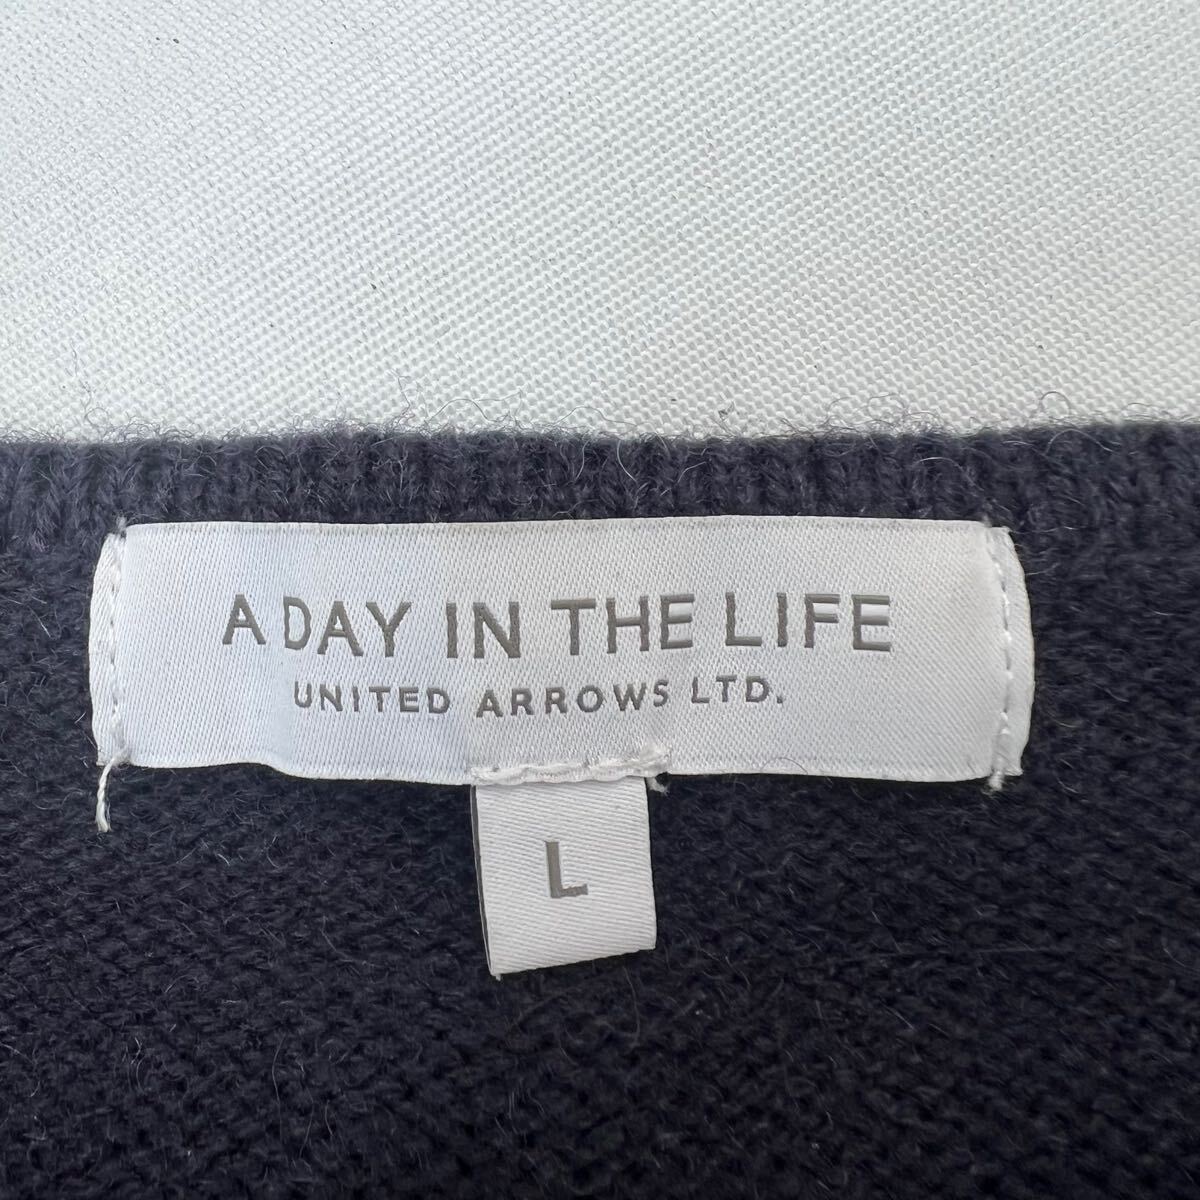 A DAY IN THE LIFE
UNITED ARROWS LTD.
L